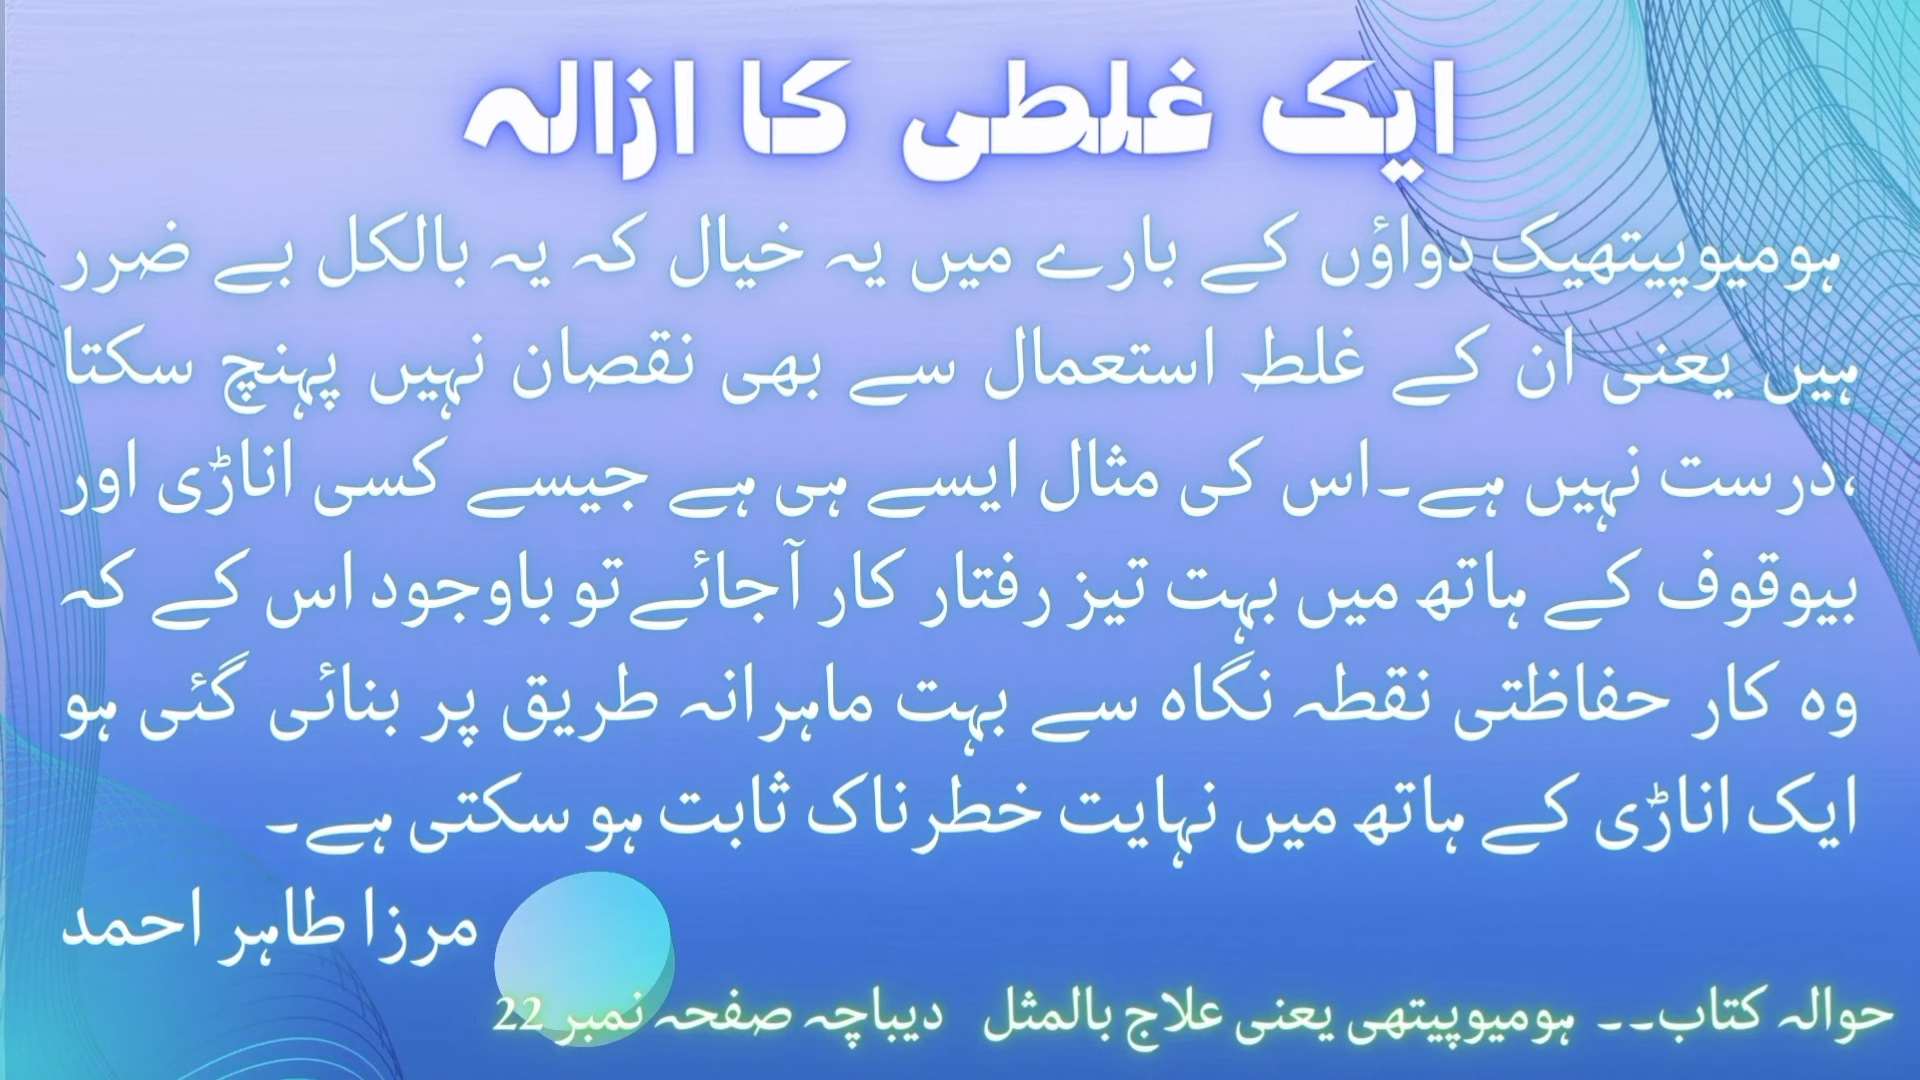 ایک غلطی کا ازالہ
ہومیوپیتھیک دواؤں کے بارے میں یہ خیال کہ یہ بالکل بے ضرر
ہیں یعنی ان کے غلط استعمال سے بھی نقصان نہیں پہنچ سکتا
،درست نہیں ہے۔اس کی مثال ایسے ہی ہے جیسے کسی اناڑی اور
بیوقوف کے ہاتھ میں بہت تیز رفتار کار آجائے تو باوجود اس کے کہ
وہ کار حفاظتی نقطہ نگاہ سے بہت ماہرانہ طریق پر بنائی گئی ہو
ایک اناڑی کے ہاتھ میں نہایت خطرناک ثابت ہو سکتی ہے۔
مرزا طاہر احمد
حوالہ کتاب۔۔ ہومیوپیتھی یعنی علاج بالمثل دیباچہ صفحہ نمبر 22